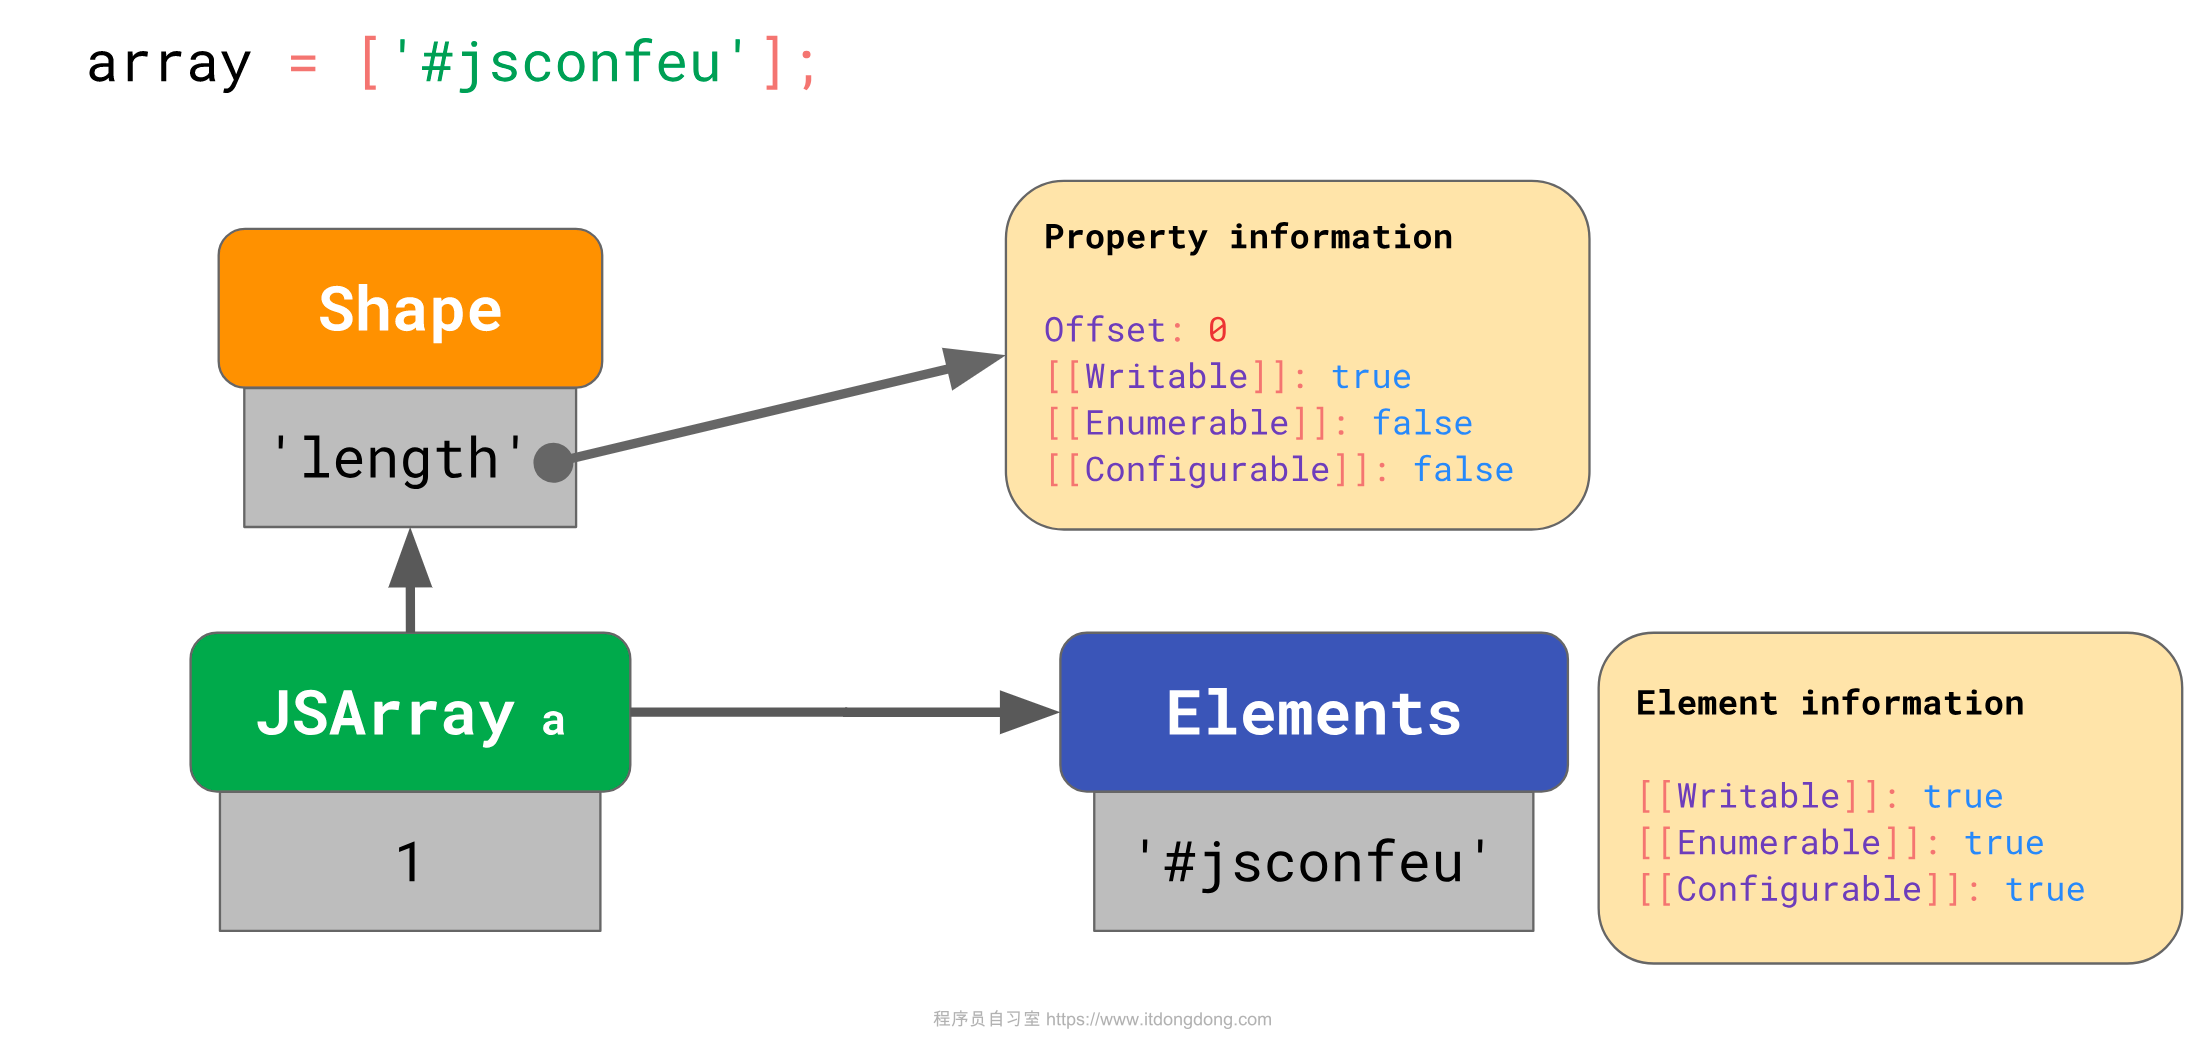 array = ['#jsconfeu'];
Shape
'length'
Property information
Offset: 0
[[Writable]]: true
[[Enumerable]]: false
[[Configurable]]: false
JSArray a
1
Elements
'#jsconfeu'
Element information
[[Writable]]: true
[[Enumerable]]: true
[[Configurable]]: true
程序员自习室 https://www.itdongdong.com